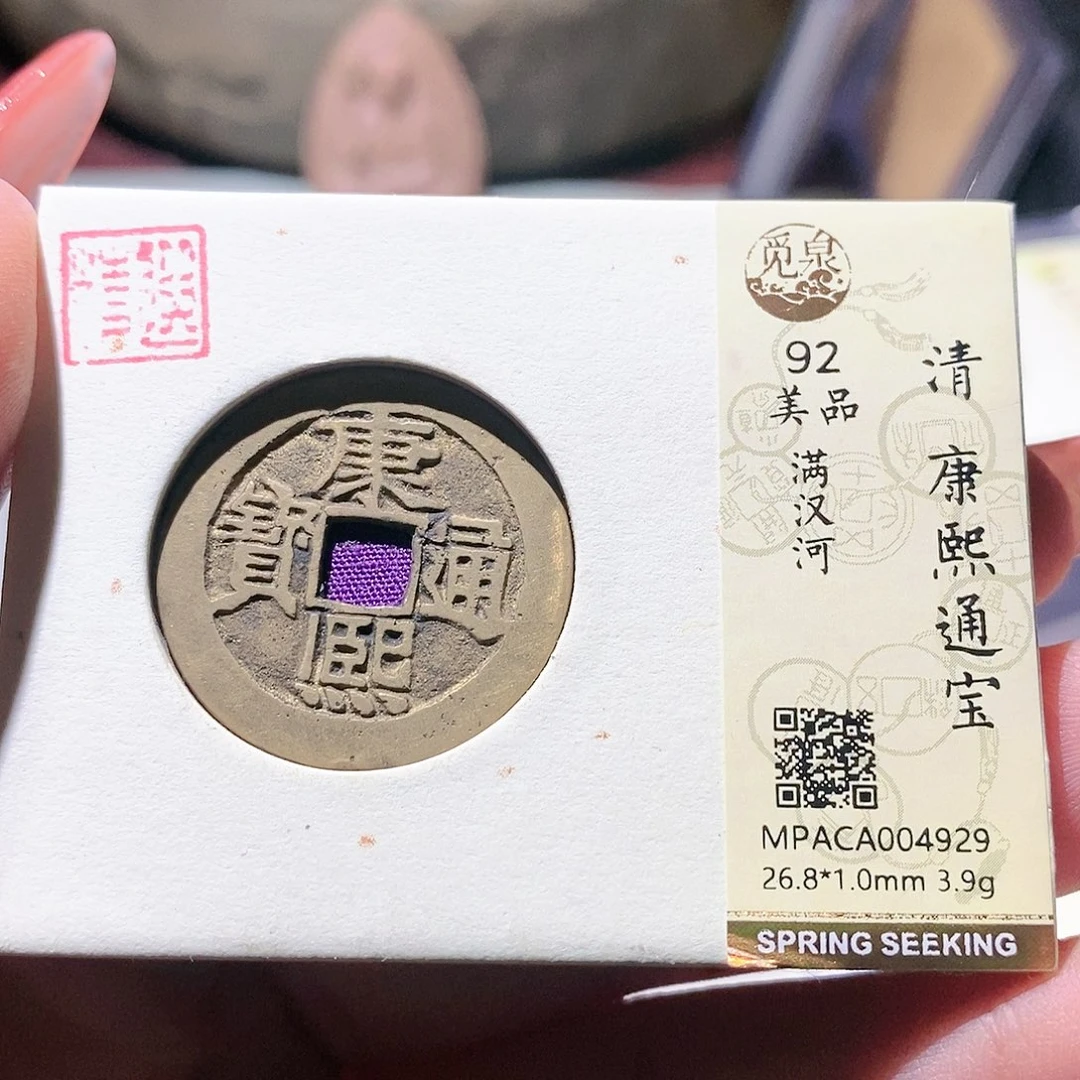 觅泉
92
美品
满汉河
清 康熙通宝
康熙通寶
MPACA004929
26.8*1.0mm 3.9g
SPRING SEEKING